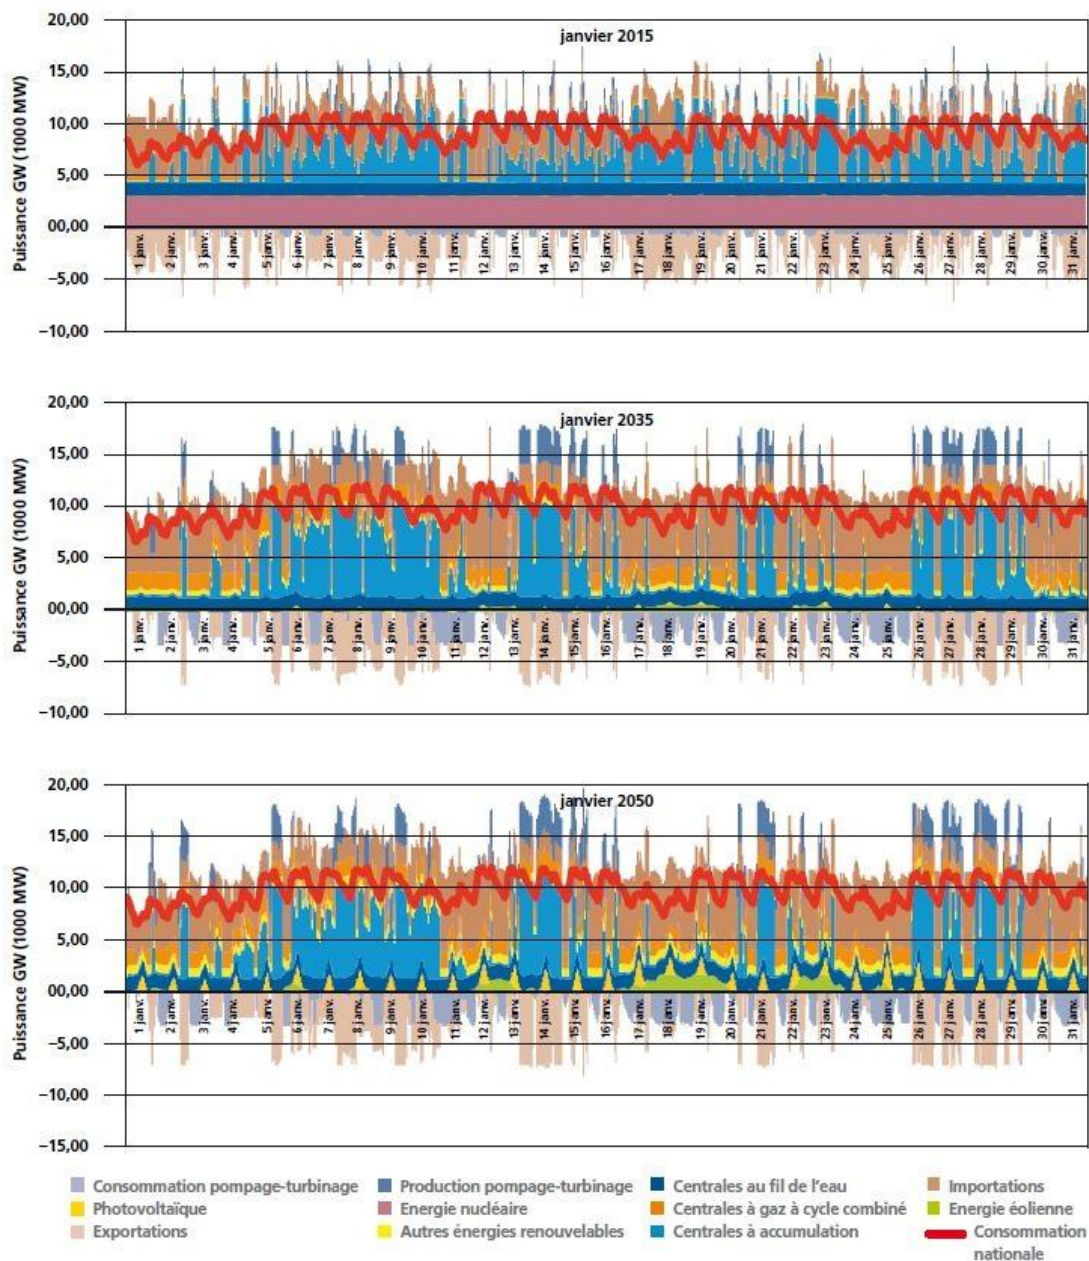 janvier 2015
Puissance GW (1000 MW)
20,00
15,00
10,00
5,00
00,00
–5,00
–10,00
1 janv.
2 janv.
3 janv.
4 janv.
5 janv.
6 janv.
7 janv.
8 janv.
9 janv.
10 janv.
11 janv.
12 janv.
13 janv.
14 janv.
15 janv.
16 janv.
17 janv.
18 janv.
19 janv.
20 janv.
21 janv.
22 janv.
23 janv.
24 janv.
25 janv.
26 janv.
27 janv.
28 janv.
29 janv.
30 janv.
31 janv.
janvier 2035
Puissance GW (1000 MW)
20,00
15,00
10,00
5,00
00,00
–5,00
–10,00
1 janv.
2 janv.
3 janv.
4 janv.
5 janv.
6 janv.
7 janv.
8 janv.
9 janv.
10 janv.
11 janv.
12 janv.
13 janv.
14 janv.
15 janv.
16 janv.
17 janv.
18 janv.
19 janv.
20 janv.
21 janv.
22 janv.
23 janv.
24 janv.
25 janv.
26 janv.
27 janv.
28 janv.
29 janv.
30 janv.
31 janv.
janvier 2050
Puissance GW (1000 MW)
20,00
15,00
10,00
5,00
00,00
–5,00
–10,00
–15,00
1 janv.
2 janv.
3 janv.
4 janv.
5 janv.
6 janv.
7 janv.
8 janv.
9 janv.
10 janv.
11 janv.
12 janv.
13 janv.
14 janv.
15 janv.
16 janv.
17 janv.
18 janv.
19 janv.
20 janv.
21 janv.
22 janv.
23 janv.
24 janv.
25 janv.
26 janv.
27 janv.
28 janv.
29 janv.
30 janv.
31 janv.
Consommation pompage-turbinage
Production pompage-turbinage
Centrales au fil de l'eau
Importations
Photovoltaïque
Energie nucléaire
Centrales à gaz à cycle combiné
Energie éolienne
Exportations
Autres énergies renouvelables
Centrales à accumulation
Consommation
nationale